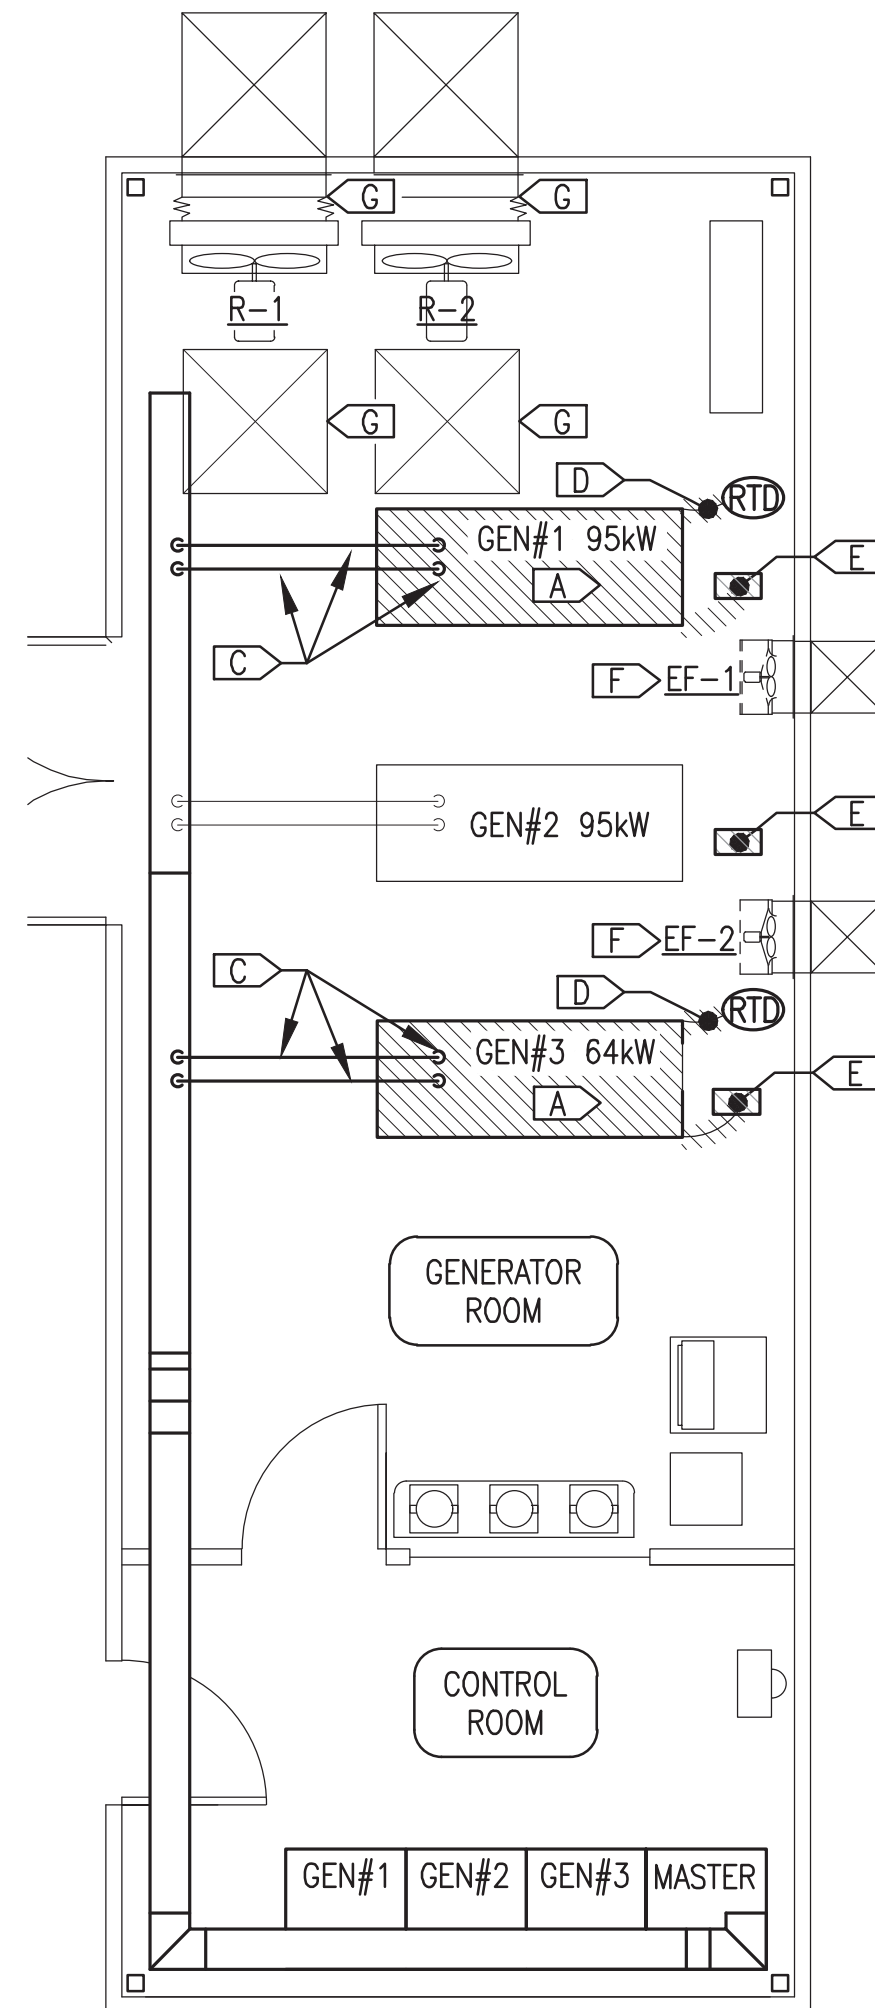 G
G
R-1
R-2
G
G
D
RTD
GEN#1 95kW
E
A
C
F
EF-1
E
GEN#2 95kW
F
EF-2
C
D
RTD
GEN#3 64kW
E
A
GENERATOR
ROOM
CONTROL
ROOM
GEN#1
GEN#2
GEN#3
MASTER